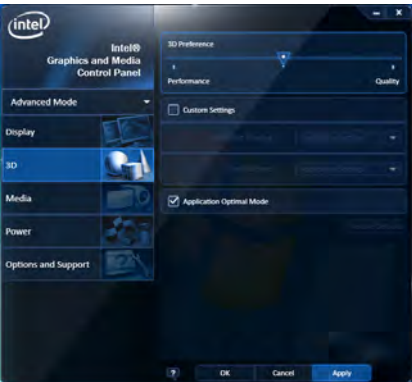 intel
Intel®
Graphics and Media
Control Panel
Advanced Mode
Display
3D
Media
Power
Options and Support
3D Preference
Performance
Quality
Custom Settings
Application Optimal Mode
?
OK
Cancel
Apply